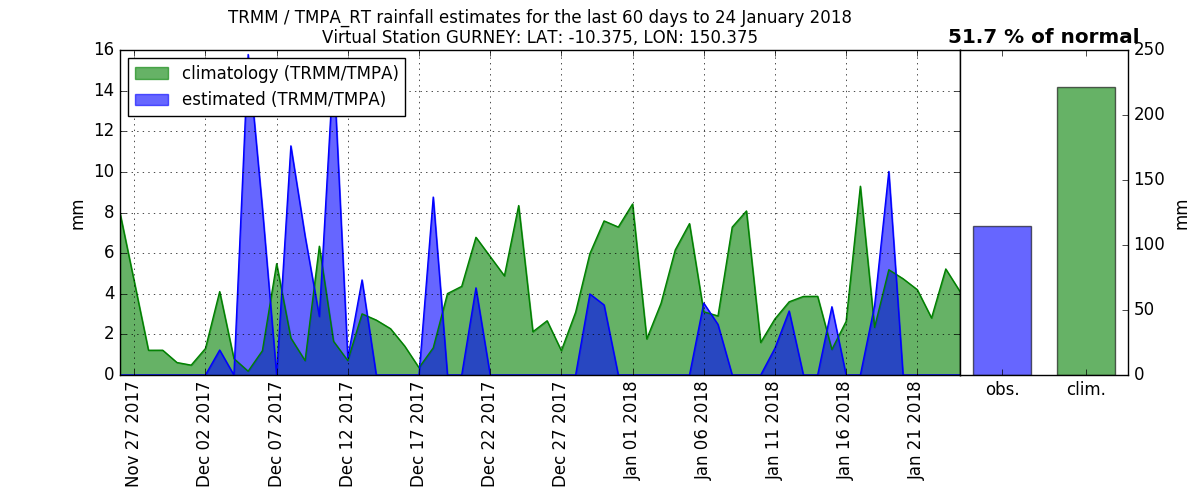 TRMM / TMPA_RT rainfall estimates for the last 60 days to 24 January 2018
Virtual Station GURNEY: LAT: -10.375, LON: 150.375
51.7 % of normal
climatology (TRMM/TMPA)
estimated (TRMM/TMPA)
mm
16
14
12
10
8
6
4
2
0
Nov 27 2017
Dec 02 2017
Dec 07 2017
Dec 12 2017
Dec 17 2017
Dec 22 2017
Dec 27 2017
Jan 01 2018
Jan 06 2018
Jan 11 2018
Jan 16 2018
Jan 21 2018
obs.
clim.
250
200
150
100
50
0
mm